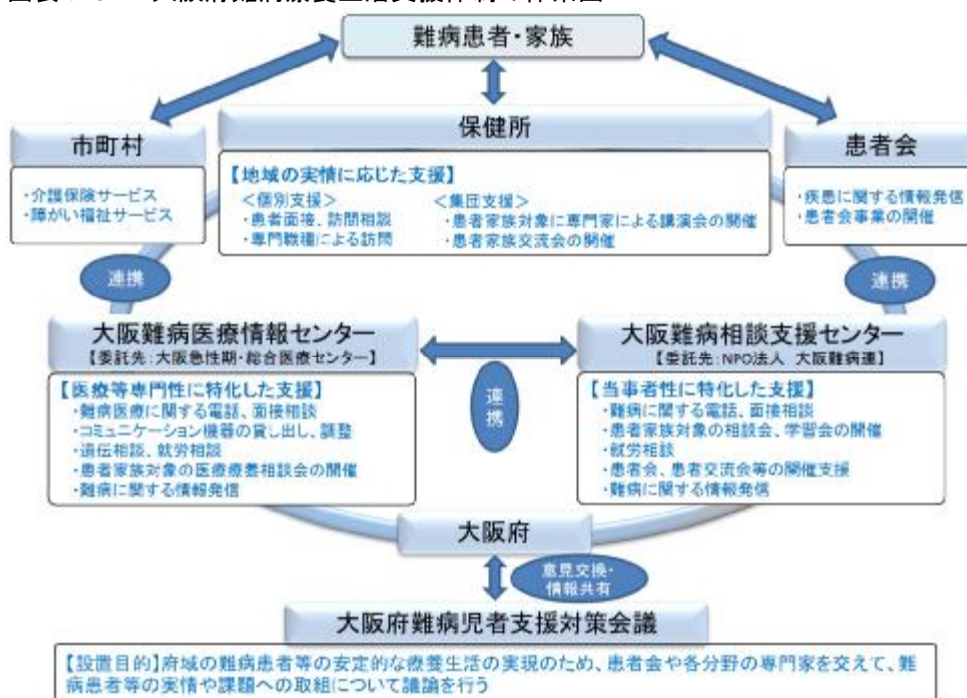 難病患者・家族
市町村
・介護保険サービス
・障がい福祉サービス
保健所
【地域の実情に応じた支援】
＜個別支援＞
・患者面接、訪問相談
・専門職種による訪問
＜集団支援＞
・患者家族対象に専門家による講演会の開催
・患者家族交流会の開催
患者会
・疾患に関する情報発信
・患者会事業の開催
連携
連携
大阪難病医療情報センター
【委託先：大阪急性期・総合医療センター】
【医療等専門性に特化した支援】
・難病医療に関する電話、面接相談
・コミュニケーション機器の貸し出し、調整
・遺伝相談、就労相談
・患者家族対象の医療療養相談会の開催
・難病に関する情報発信
連携
大阪難病相談支援センター
【委託先：NPO法人 大阪難病連】
【当事者性に特化した支援】
・難病に関する電話、面接相談
・患者家族対象の相談会、学習会の開催
・就労相談
・患者会、患者交流会等の開催支援
・難病に関する情報発信
大阪府
意見交換・
情報共有
大阪府難病児者支援対策会議
【設置目的】府域の難病患者等の安定的な療養生活の実現のため、患者会や各分野の専門家を交えて、難
病患者等の実情や課題への取組について議論を行う